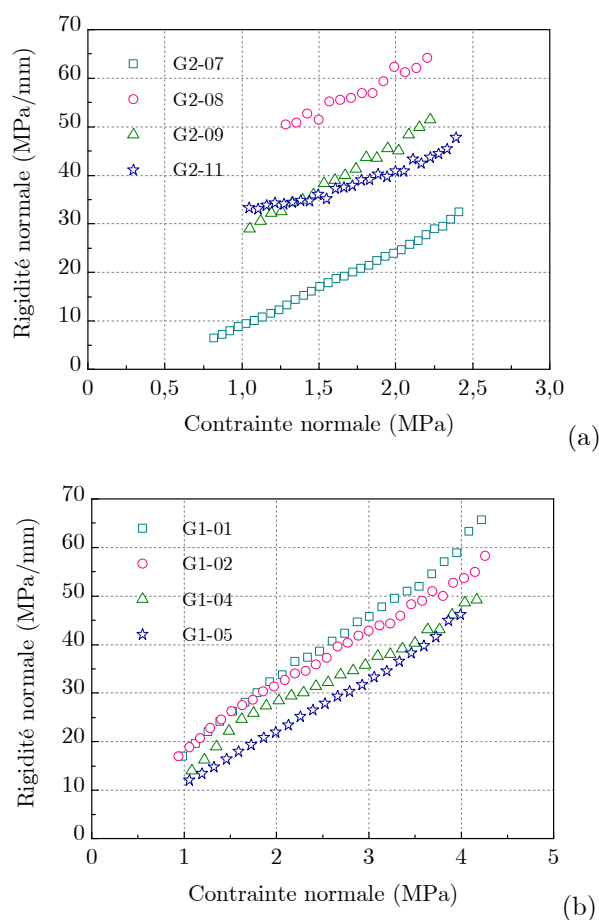 70
60
50
40
30
20
10
0
Rigidité normale (MPa/mm)
G2-07
G2-08
G2-09
G2-11
0 0,5 1,0 1,5 2,0 2,5 3,0
Contrainte normale (MPa)
(a)
70
60
50
40
30
20
10
0
Rigidité normale (MPa/mm)
G1-01
G1-02
G1-04
G1-05
0 1 2 3 4 5
Contrainte normale (MPa)
(b)